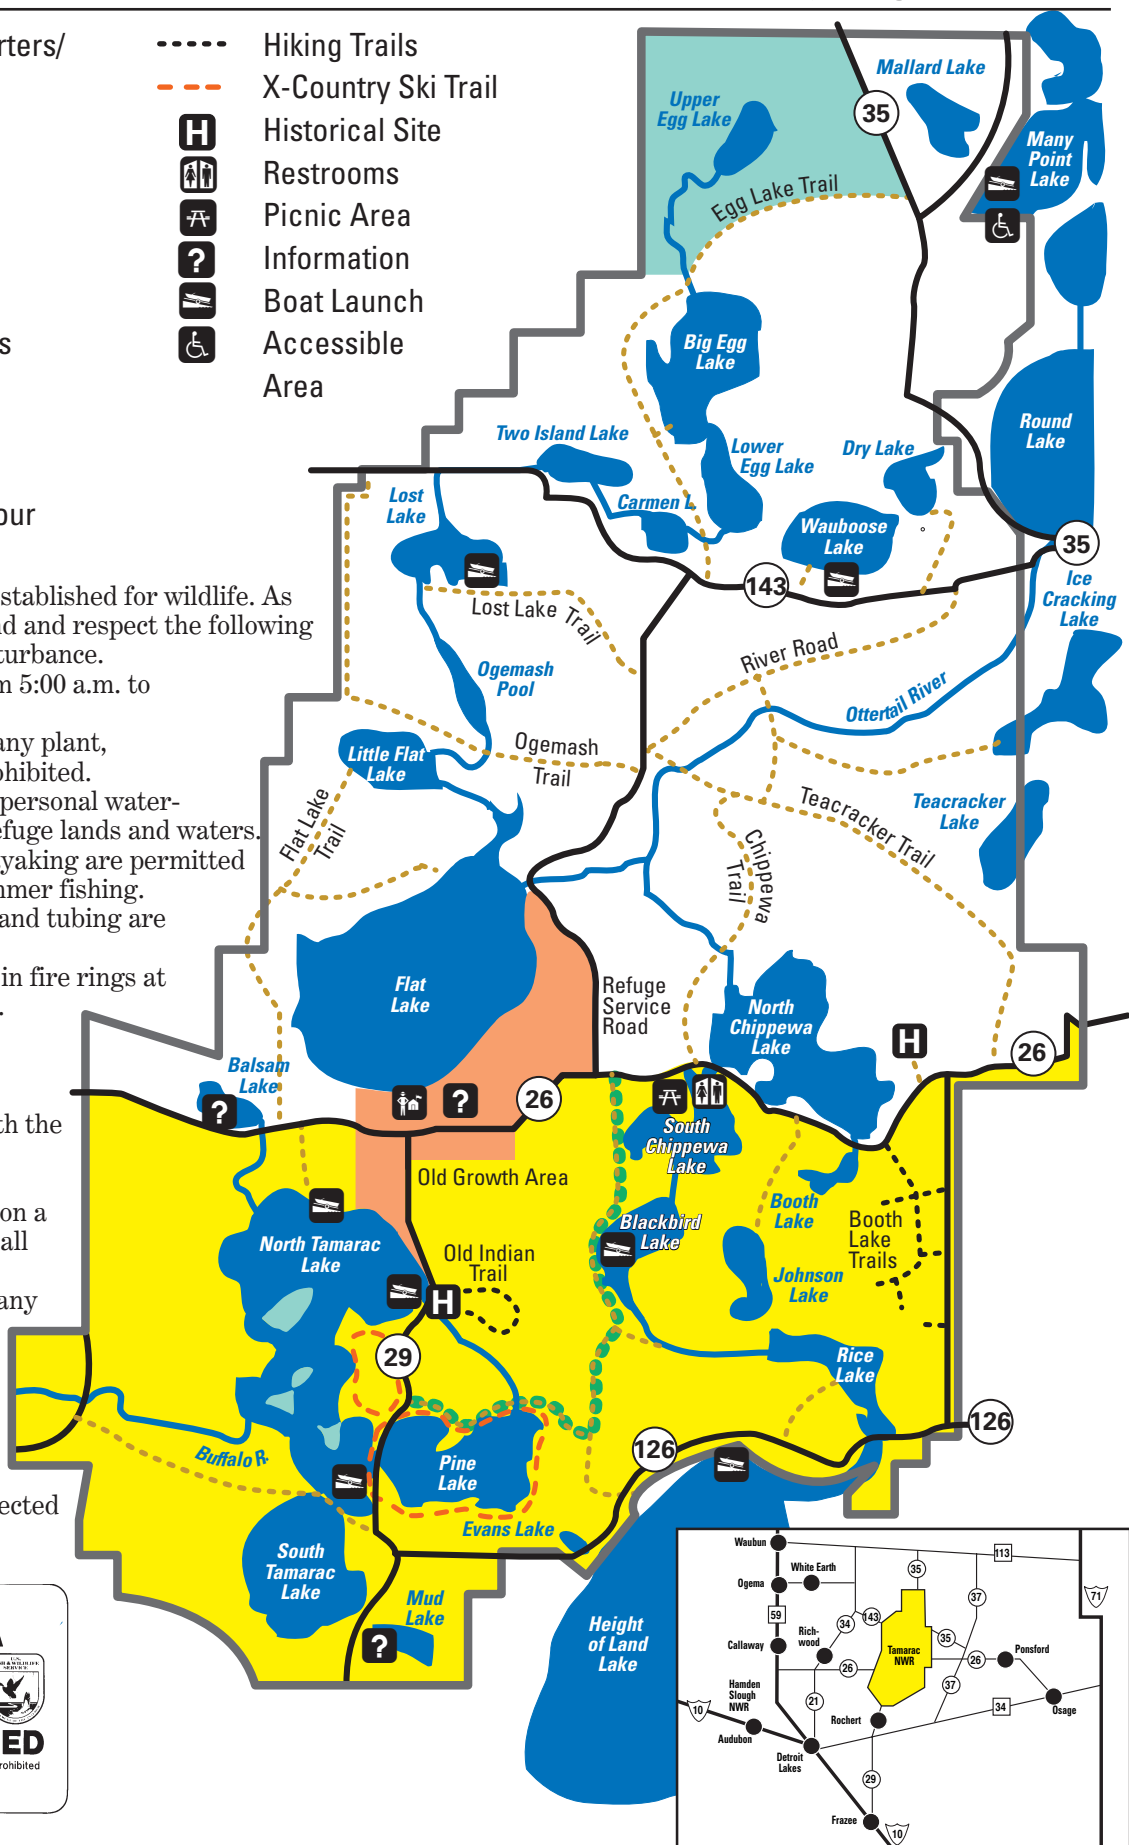 rters/
s
our
stablished for wildlife. As
nd and respect the following
turbance.
m 5:00 a.m. to
any plant,
ohibited.
personal water-
efuge lands and waters.
yaking are permitted
nmer fishing.
and tubing are
in fire rings at
.
th the
on a
all
any
ected
A
U.S.
SH & WILDLIFE
SERVICE
ED
rohibited
Hiking Trails
X-Country Ski Trail
H Historical Site
Restrooms
Picnic Area
? Information
Boat Launch
Accessible
Area
Mallard Lake
Upper
Egg Lake
35
Many
Point
Lake
Egg Lake Trail
Big Egg
Lake
Round
Lake
Two Island Lake
Lower
Egg Lake
Dry Lake
Lost
Lake
Carmen L.
Wauboose
Lake
35
143
Ice
Cracking
Lake
Lost Lake Trail
River Road
Ogemash
Pool
Ottertail River
Ogemash
Trail
Little Flat
Lake
Flat Lake
Trail
Teacracker Trail
Teacracker
Lake
Chippewa
Trail
Flat
Lake
Refuge
Service
Road
North
Chippewa
Lake
H
26
Balsam
Lake
?
?
26
South
Chippewa
Lake
Old Growth Area
Booth
Lake
Booth
Lake
Trails
Blackbird
Lake
North Tamarac
Lake
Old Indian
Trail
H
Johnson
Lake
29
Rice
Lake
126
126
Buffalo R.
Pine
Lake
Evans Lake
South
Tamarac
Lake
Mud
Lake
?
Height
of Land
Lake
Waubun
113
White Earth
35
Ogema
37
71
59
143
34
Rich-
wood
35
Callaway
Tamarac
NWR
Ponsford
26
26
Hamden
Slough
NWR
37
21
34
10
Osage
Rochert
Audubon
Detroit
Lakes
29
Frazee
10